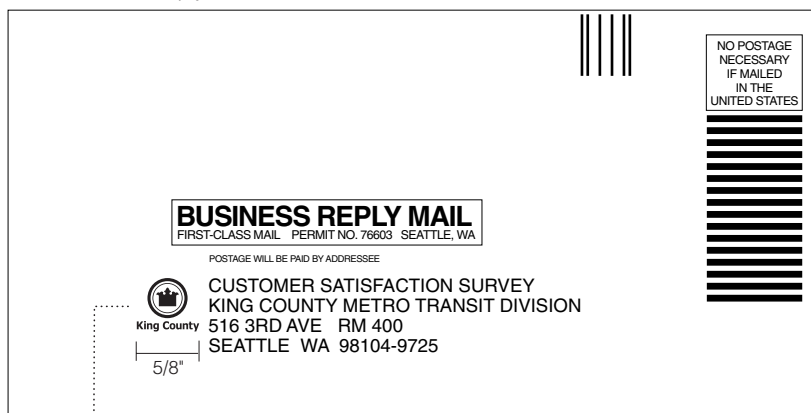 NO POSTAGE
NECESSARY
IF MAILED
IN THE
UNITED STATES
BUSINESS REPLY MAIL
FIRST-CLASS MAIL PERMIT NO. 76603 SEATTLE, WA
POSTAGE WILL BE PAID BY ADDRESSEE
CUSTOMER SATISFACTION SURVEY
KING COUNTY METRO TRANSIT DIVISION
King County
516 3RD AVE RM 400
SEATTLE WA 98104-9725
5/8"